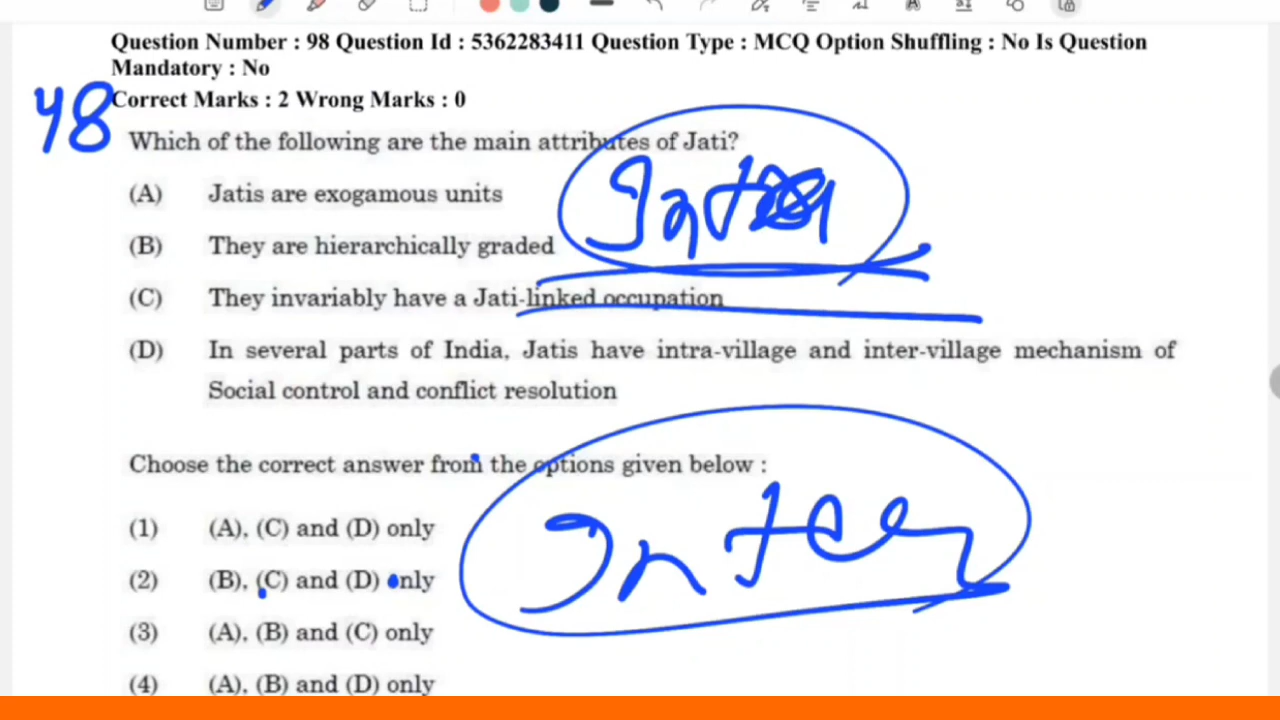 Question Number : 98 Question Id : 5362283411 Question Type : MCQ Option Shuffling : No Is Question
Mandatory : No
48
Correct Marks : 2 Wrong Marks : 0
Which of the following are the main attributes of Jati?
(A) Jatis are exogamous units
(B) They are hierarchically graded
(C) They invariably have a Jati-linked occupation
(D) In several parts of India, Jatis have intra-village and inter-village mechanism of
Social control and conflict resolution
Choose the correct answer from the options given below :
(1) (A), (C) and (D) only
(2) (B), (C) and (D) only
Inter
(3) (A), (B) and (C) only
(4) (A), (B) and (D) only